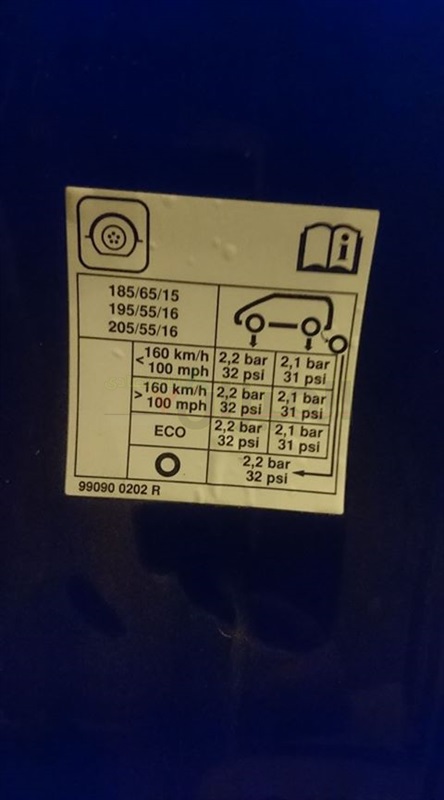 i
185/65/15
195/55/16
205/55/16
<160 km/h
100 mph
2,2 bar
32 psi
2,1 bar
31 psi
>160 km/h
100 mph
2,2 bar
32 psi
2,1 bar
31 psi
ECO
2,2 bar
32 psi
2,1 bar
31 psi
2,2 bar
32 psi
99090 0202 R